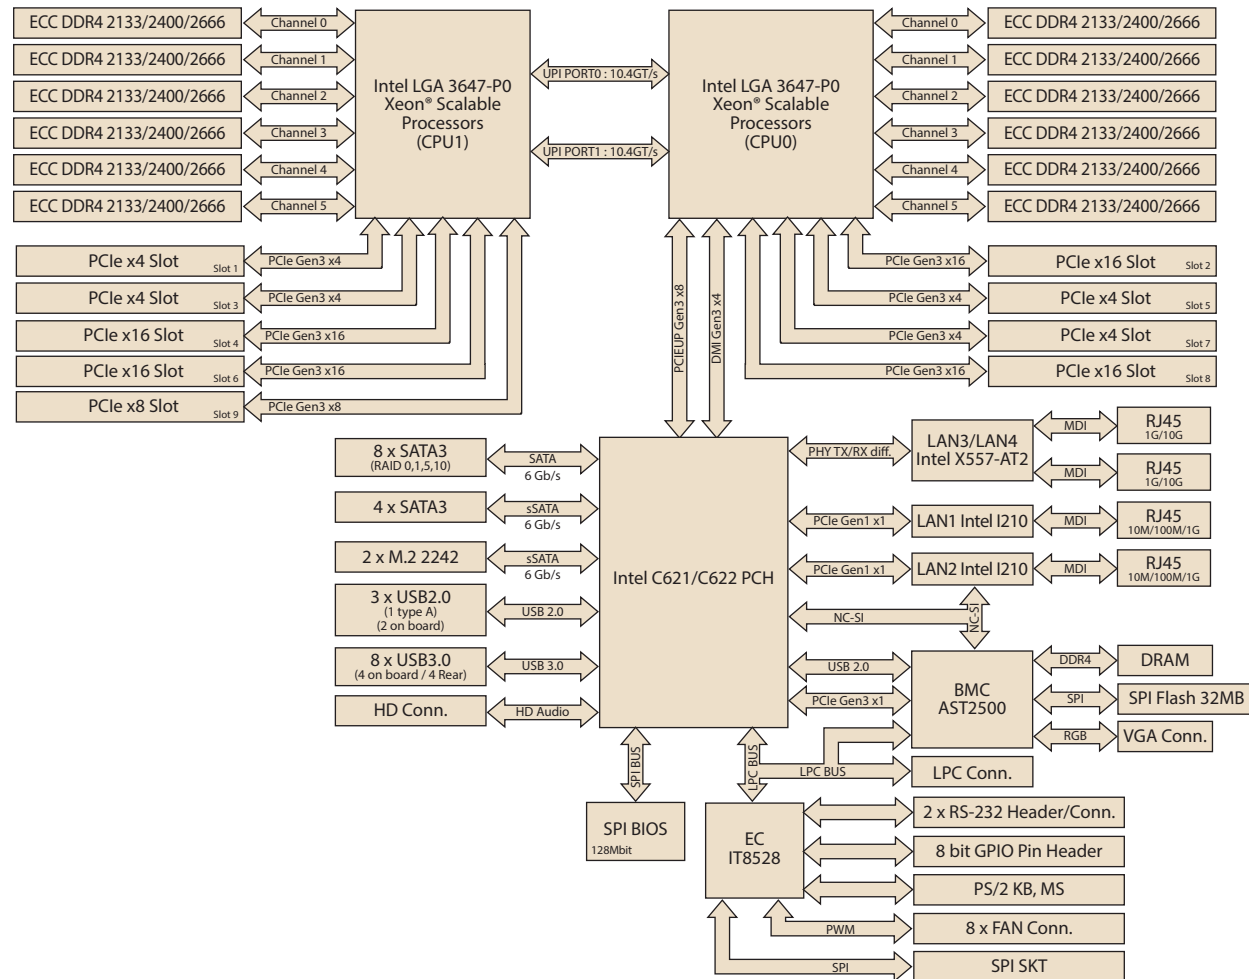 ECC DDR4 2133/2400/2666
Channel 0
ECC DDR4 2133/2400/2666
Channel 1
ECC DDR4 2133/2400/2666
Channel 2
ECC DDR4 2133/2400/2666
Channel 3
ECC DDR4 2133/2400/2666
Channel 4
ECC DDR4 2133/2400/2666
Channel 5
Intel LGA 3647-P0
Xeon® Scalable
Processors
(CPU1)
UPI PORT0 : 10.4GT/s
UPI PORT1 : 10.4GT/s
Intel LGA 3647-P0
Xeon® Scalable
Processors
(CPU0)
Channel 0
ECC DDR4 2133/2400/2666
Channel 1
ECC DDR4 2133/2400/2666
Channel 2
ECC DDR4 2133/2400/2666
Channel 3
ECC DDR4 2133/2400/2666
Channel 4
ECC DDR4 2133/2400/2666
Channel 5
ECC DDR4 2133/2400/2666
PCIe x4 Slot
Slot 1
PCIe Gen3 x4
PCIe x4 Slot
Slot 3
PCIe Gen3 x4
PCIe x16 Slot
Slot 4
PCIe Gen3 x16
PCIe x16 Slot
Slot 6
PCIe Gen3 x16
PCIe x8 Slot
Slot 9
PCIe Gen3 x8
PCIEUP Gen3 x8
DMI Gen3 x4
PCIe Gen3 x16
PCIe x16 Slot
Slot 2
PCIe Gen3 x4
PCIe x4 Slot
Slot 5
PCIe Gen3 x4
PCIe x4 Slot
Slot 7
PCIe Gen3 x16
PCIe x16 Slot
Slot 8
8 x SATA3
(RAID 0,1,5,10)
SATA
6 Gb/s
4 x SATA3
sSATA
6 Gb/s
2 x M.2 2242
sSATA
6 Gb/s
3 x USB2.0
(1 type A)
(2 on board)
USB 2.0
8 x USB3.0
(4 on board / 4 Rear)
USB 3.0
HD Conn.
HD Audio
Intel C621/C622 PCH
PHY TX/RX diff.
LAN3/LAN4
Intel X557-AT2
MDI
RJ45
1G/10G
MDI
RJ45
1G/10G
PCIe Gen1 x1
LAN1 Intel I210
MDI
RJ45
10M/100M/1G
PCIe Gen1 x1
LAN2 Intel I210
MDI
RJ45
10M/100M/1G
NC-SI
NC-SI
USB 2.0
PCIe Gen3 x1
BMC
AST2500
DDR4
DRAM
SPI
SPI Flash 32MB
RGB
VGA Conn.
SPI BUS
LPC BUS
LPC BUS
LPC Conn.
SPI BIOS
128Mbit
EC
IT8528
2 x RS-232 Header/Conn.
8 bit GPIO Pin Header
PS/2 KB, MS
PWM
8 x FAN Conn.
SPI
SPI SKT